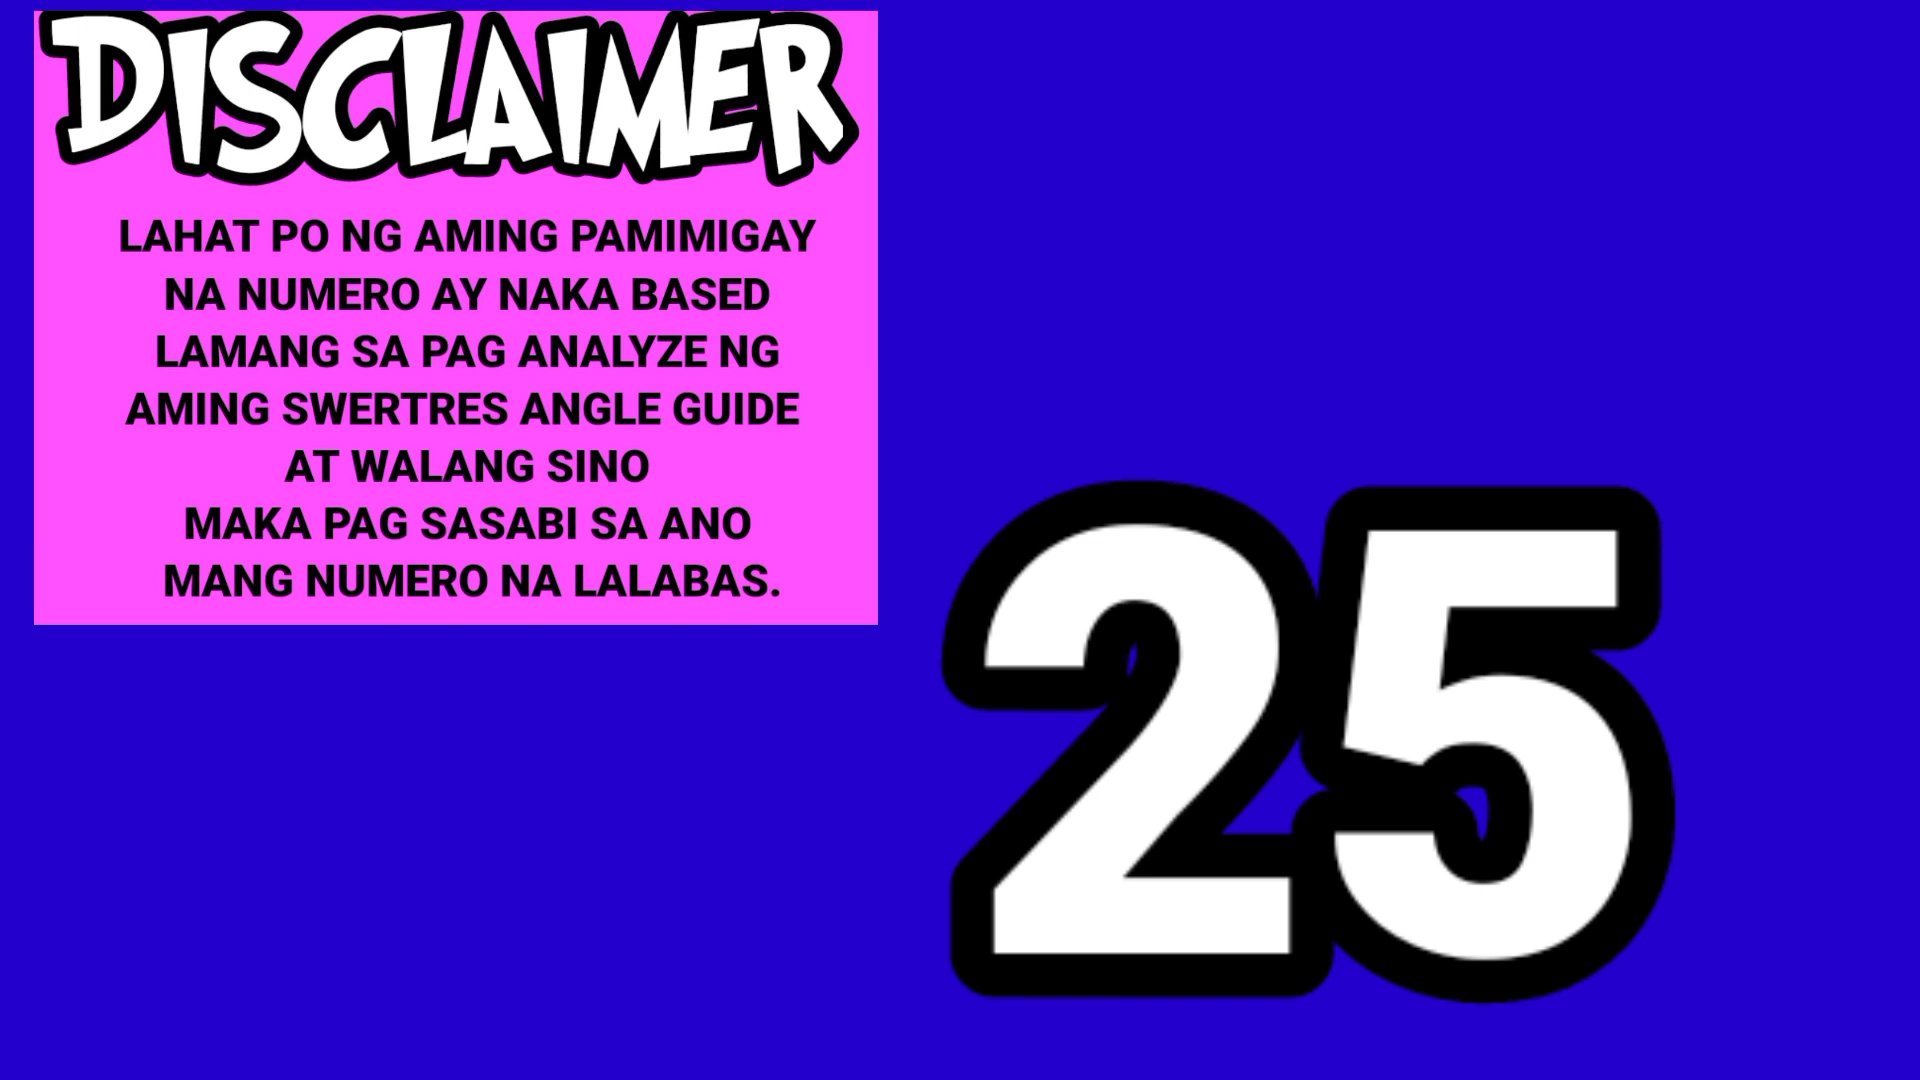 DISCLAIMER
LAHAT PO NG AMING PAMIMIGAY
NA NUMERO AY NAKA BASED
LAMANG SA PAG ANALYZE NG
AMING SWERTRES ANGLE GUIDE
AT WALANG SINO
MAKA PAG SASABI SA ANO
MANG NUMERO NA LALABAS.
25